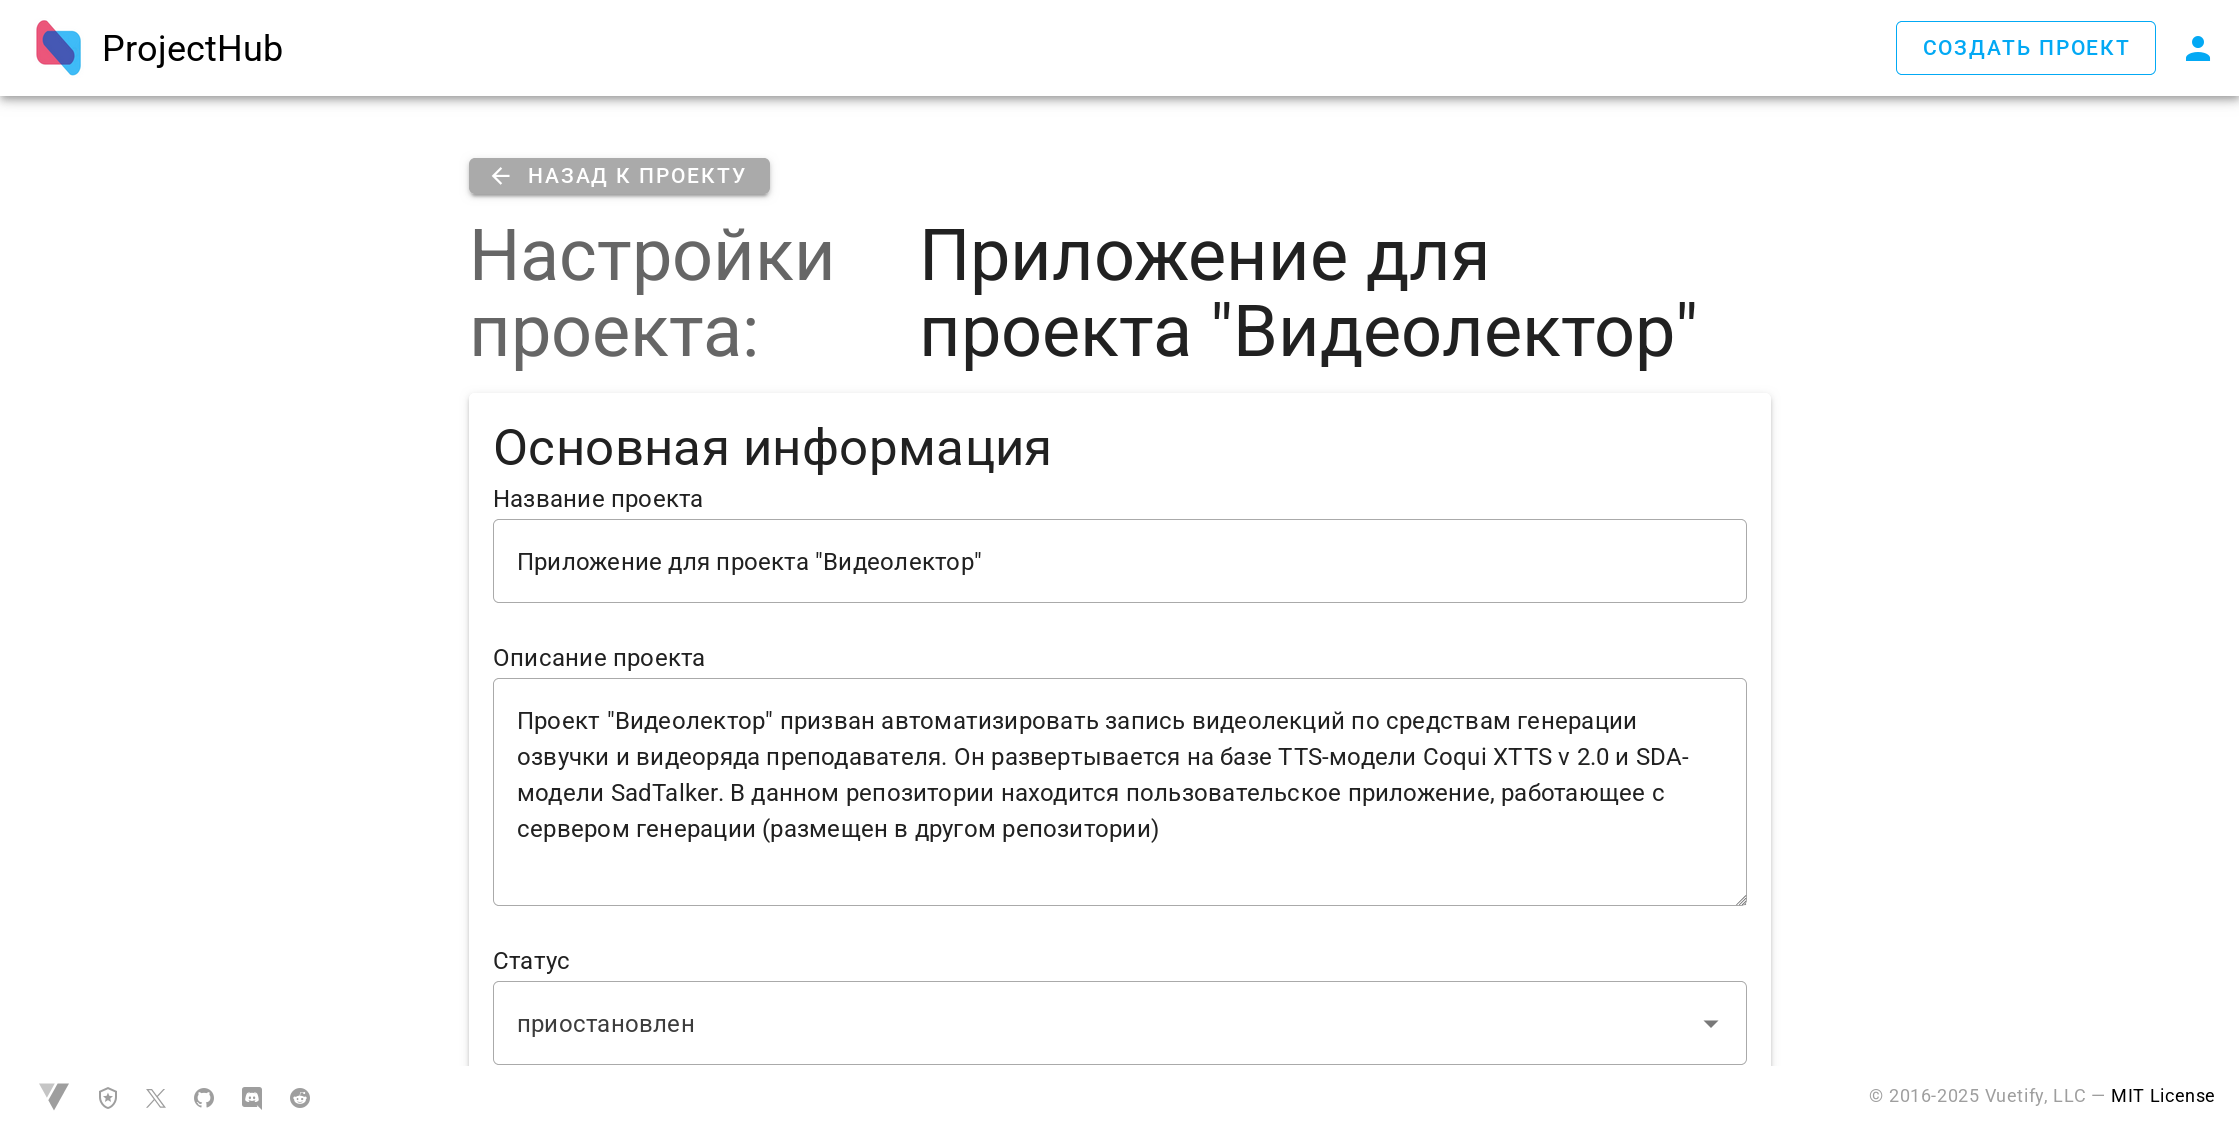 ProjectHub
СОЗДАТЬ ПРОЕКТ
НАЗАД К ПРОЕКТУ
Настройки
проекта:
Приложение для
проекта "Видеолектор"
Основная информация
Название проекта
Приложение для проекта "Видеолектор"
Описание проекта
Проект "Видеолектор" призван автоматизировать запись видеолекций по средствам генерации
озвучки и видеоряда преподавателя. Он развертывается на базе TTS-модели Coqui XTTS v 2.0 и SDA-
модели SadTalker. В данном репозитории находится пользовательское приложение, работающее с
сервером генерации (размещен в другом репозитории)
Статус
приостановлен
© 2016-2025 Vuetify, LLC — MIT License